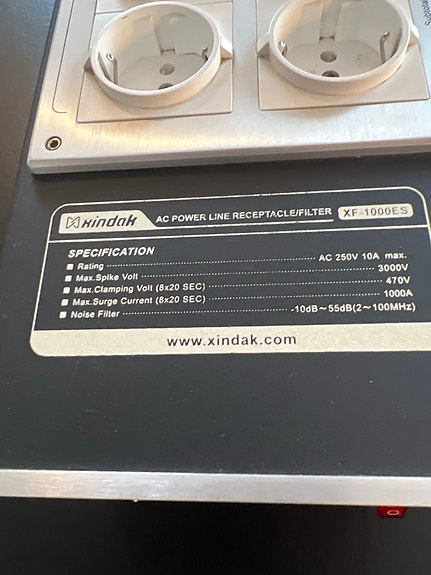 xindak AC POWER LINE RECEPTACLE/FILTER XF-1000ES
SPECIFICATION
■ Rating ........ AC 250V 10A max.
■ Max.Spike Volt ........ 3000V
■ Max.Clamping Volt (8x20 SEC) ........ 470V
■ Max.Surge Current (8x20 SEC) ........ 1000A
■ Noise Filter ........ -10dB～55dB(2～100MHz)
www.xindak.com